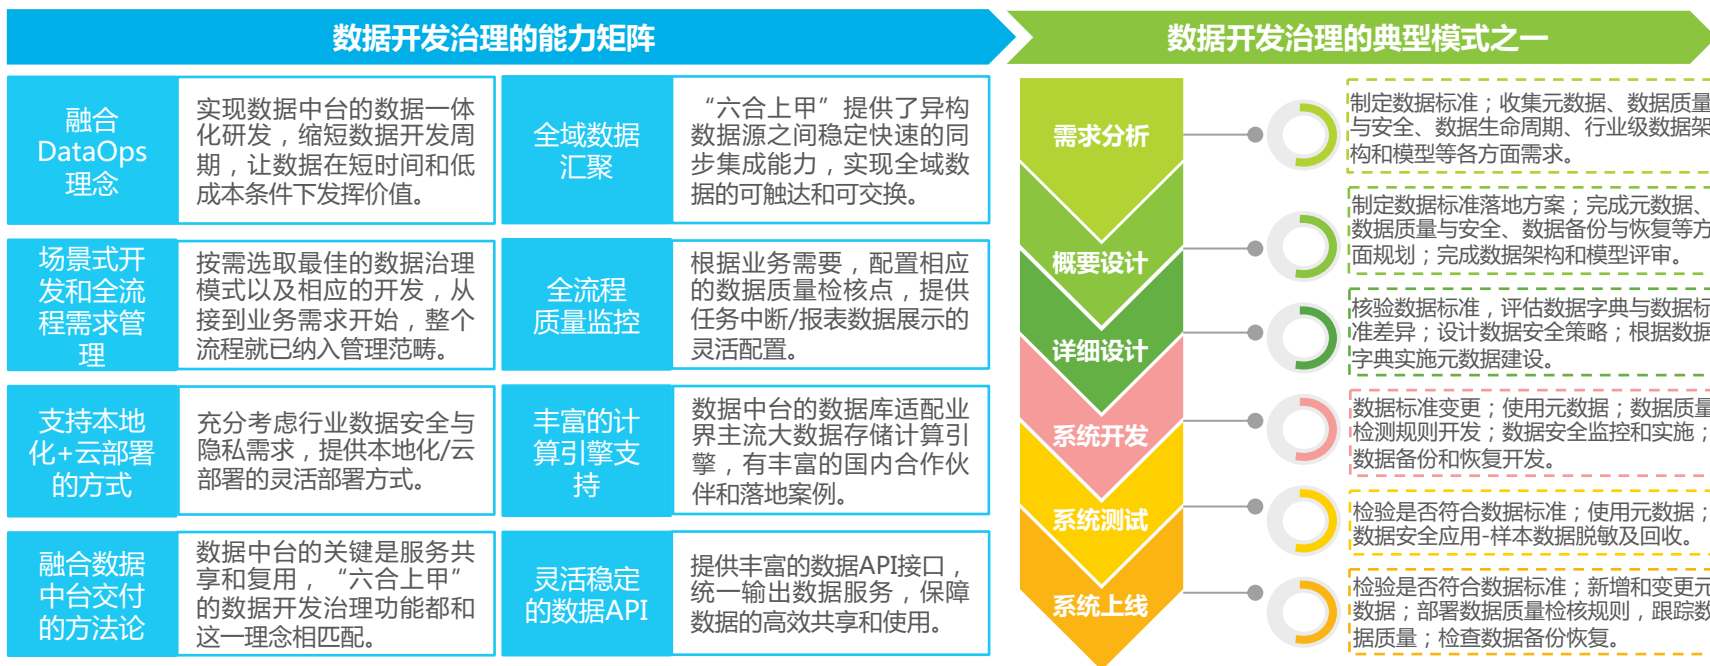 数据开发治理的能力矩阵
融合
DataOps
理念
实现数据中台的数据一体
化研发，缩短数据开发周
期，让数据在短时间和低
成本条件下发挥价值。
全域数据
汇聚
“六合上甲”提供了异构
数据源之间稳定快速的同
步集成能力，实现全域数
据的可触达和可交换。
场景式开
发和全流
程需求管
理
按需选取最佳的数据治理
模式以及相应的开发，从
接到业务需求开始，整个
流程就已纳入管理范畴。
全流程
质量监控
根据业务需要，配置相应
的数据质量检核点，提供
任务中断/报表数据展示的
灵活配置。
支持本地
化+云部署
的方式
充分考虑行业数据安全与
隐私需求，提供本地化/云
部署的灵活部署方式。
丰富的计
算引擎支
持
数据中台的数据库适配业
界主流大数据存储计算引
擎，有丰富的国内合作伙
伴和落地案例。
融合数据
中台交付
的方法论
数据中台的关键是服务共
享和复用，“六合上甲”
的数据开发治理功能都和
这一理念相匹配。
灵活稳定
的数据API
提供丰富的数据API接口，
统一输出数据服务，保障
数据的高效共享和使用。
数据开发治理的典型模式之一
需求分析
制定数据标准；收集元数据、数据质量
与安全、数据生命周期、行业级数据架
构和模型等各方面需求。
概要设计
制定数据标准落地方案；完成元数据、
数据质量与安全、数据备份与恢复等方
面规划；完成数据架构和模型评审。
详细设计
核验数据标准，评估数据字典与数据标
准差异；设计数据安全策略；根据数据
字典实施元数据建设。
系统开发
数据标准变更；使用元数据；数据质量
检测规则开发；数据安全监控和实施；
数据备份和恢复开发。
系统测试
检验是否符合数据标准；使用元数据；
数据安全应用-样本数据脱敏及回收。
系统上线
检验是否符合数据标准；新增和变更元
数据；部署数据质量检核规则，跟踪数
据质量；检查数据备份恢复。